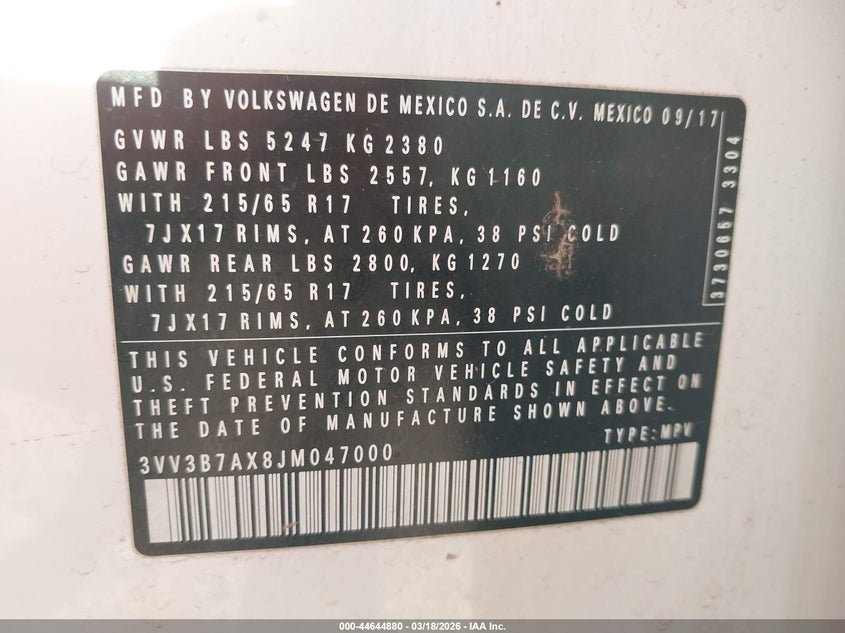 MFD BY VOLKSWAGEN DE MEXICO S.A. DE C.V. MEXICO 09/17
GVWR LBS 5247 KG 2380
GAWR FRONT LBS 2557, KG 1160
WITH 215/65 R17 TIRES,
7JX17 RIMS, AT 260 KPA, 38 PSI COLD
GAWR REAR LBS 2800, KG 1270
WITH 215/65 R17 TIRES,
7JX17 RIMS, AT 260 KPA, 38 PSI COLD
3730657 3304
THIS VEHICLE CONFORMS TO ALL APPLICABLE
U.S. FEDERAL MOTOR VEHICLE SAFETY AND
THEFT PREVENTION STANDARDS IN EFFECT ON
THE DATE OF MANUFACTURE SHOWN ABOVE.
TYPE: MPV
3VV3B7AX8JM047000
000-44644880 - 03/18/2026 - IAA Inc.